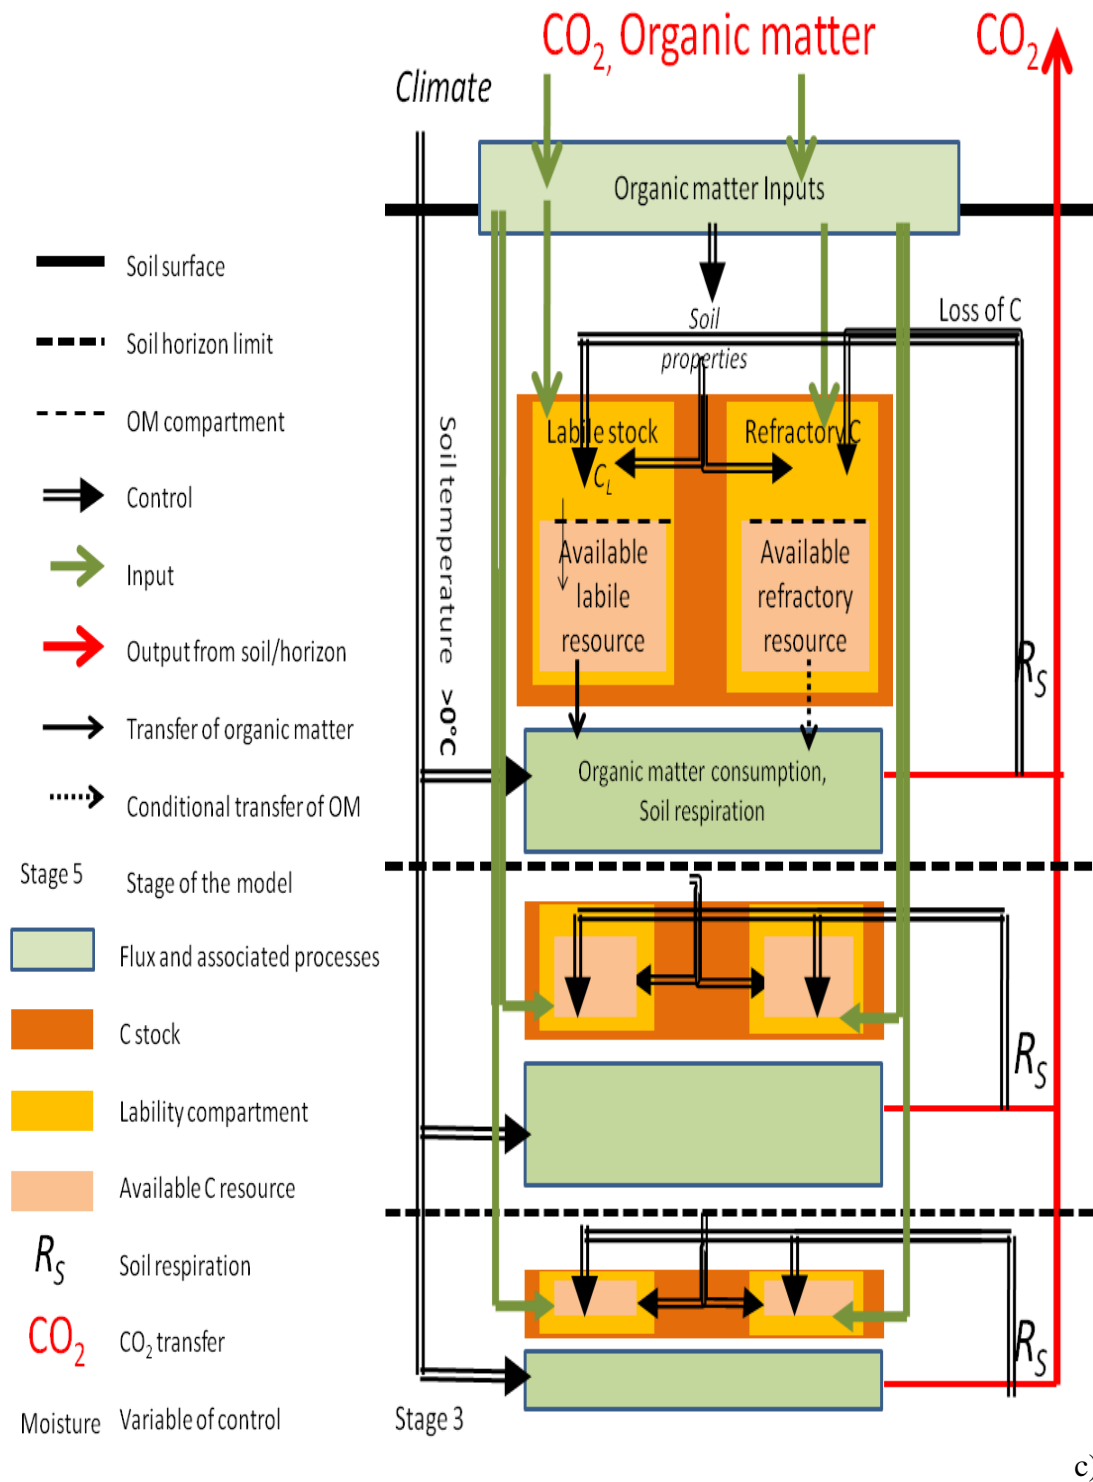 CO2, Organic matter
CO2
Climate
Organic matter Inputs
Soil surface
Soil horizon limit
OM compartment
Control
Input
Output from soil/horizon
Transfer of organic matter
Conditional transfer of OM
Stage 5 Stage of the model
Flux and associated processes
C stock
Lability compartment
Available C resource
RS Soil respiration
CO2 CO2 transfer
Moisture Variable of control
Soil temperature >0°C
Soil
properties
Loss of C
Labile stock
CL
Refractory C
Available
labile
resource
Available
refractory
resource
RS
Organic matter consumption,
Soil respiration
RS
RS
Stage 3
c)